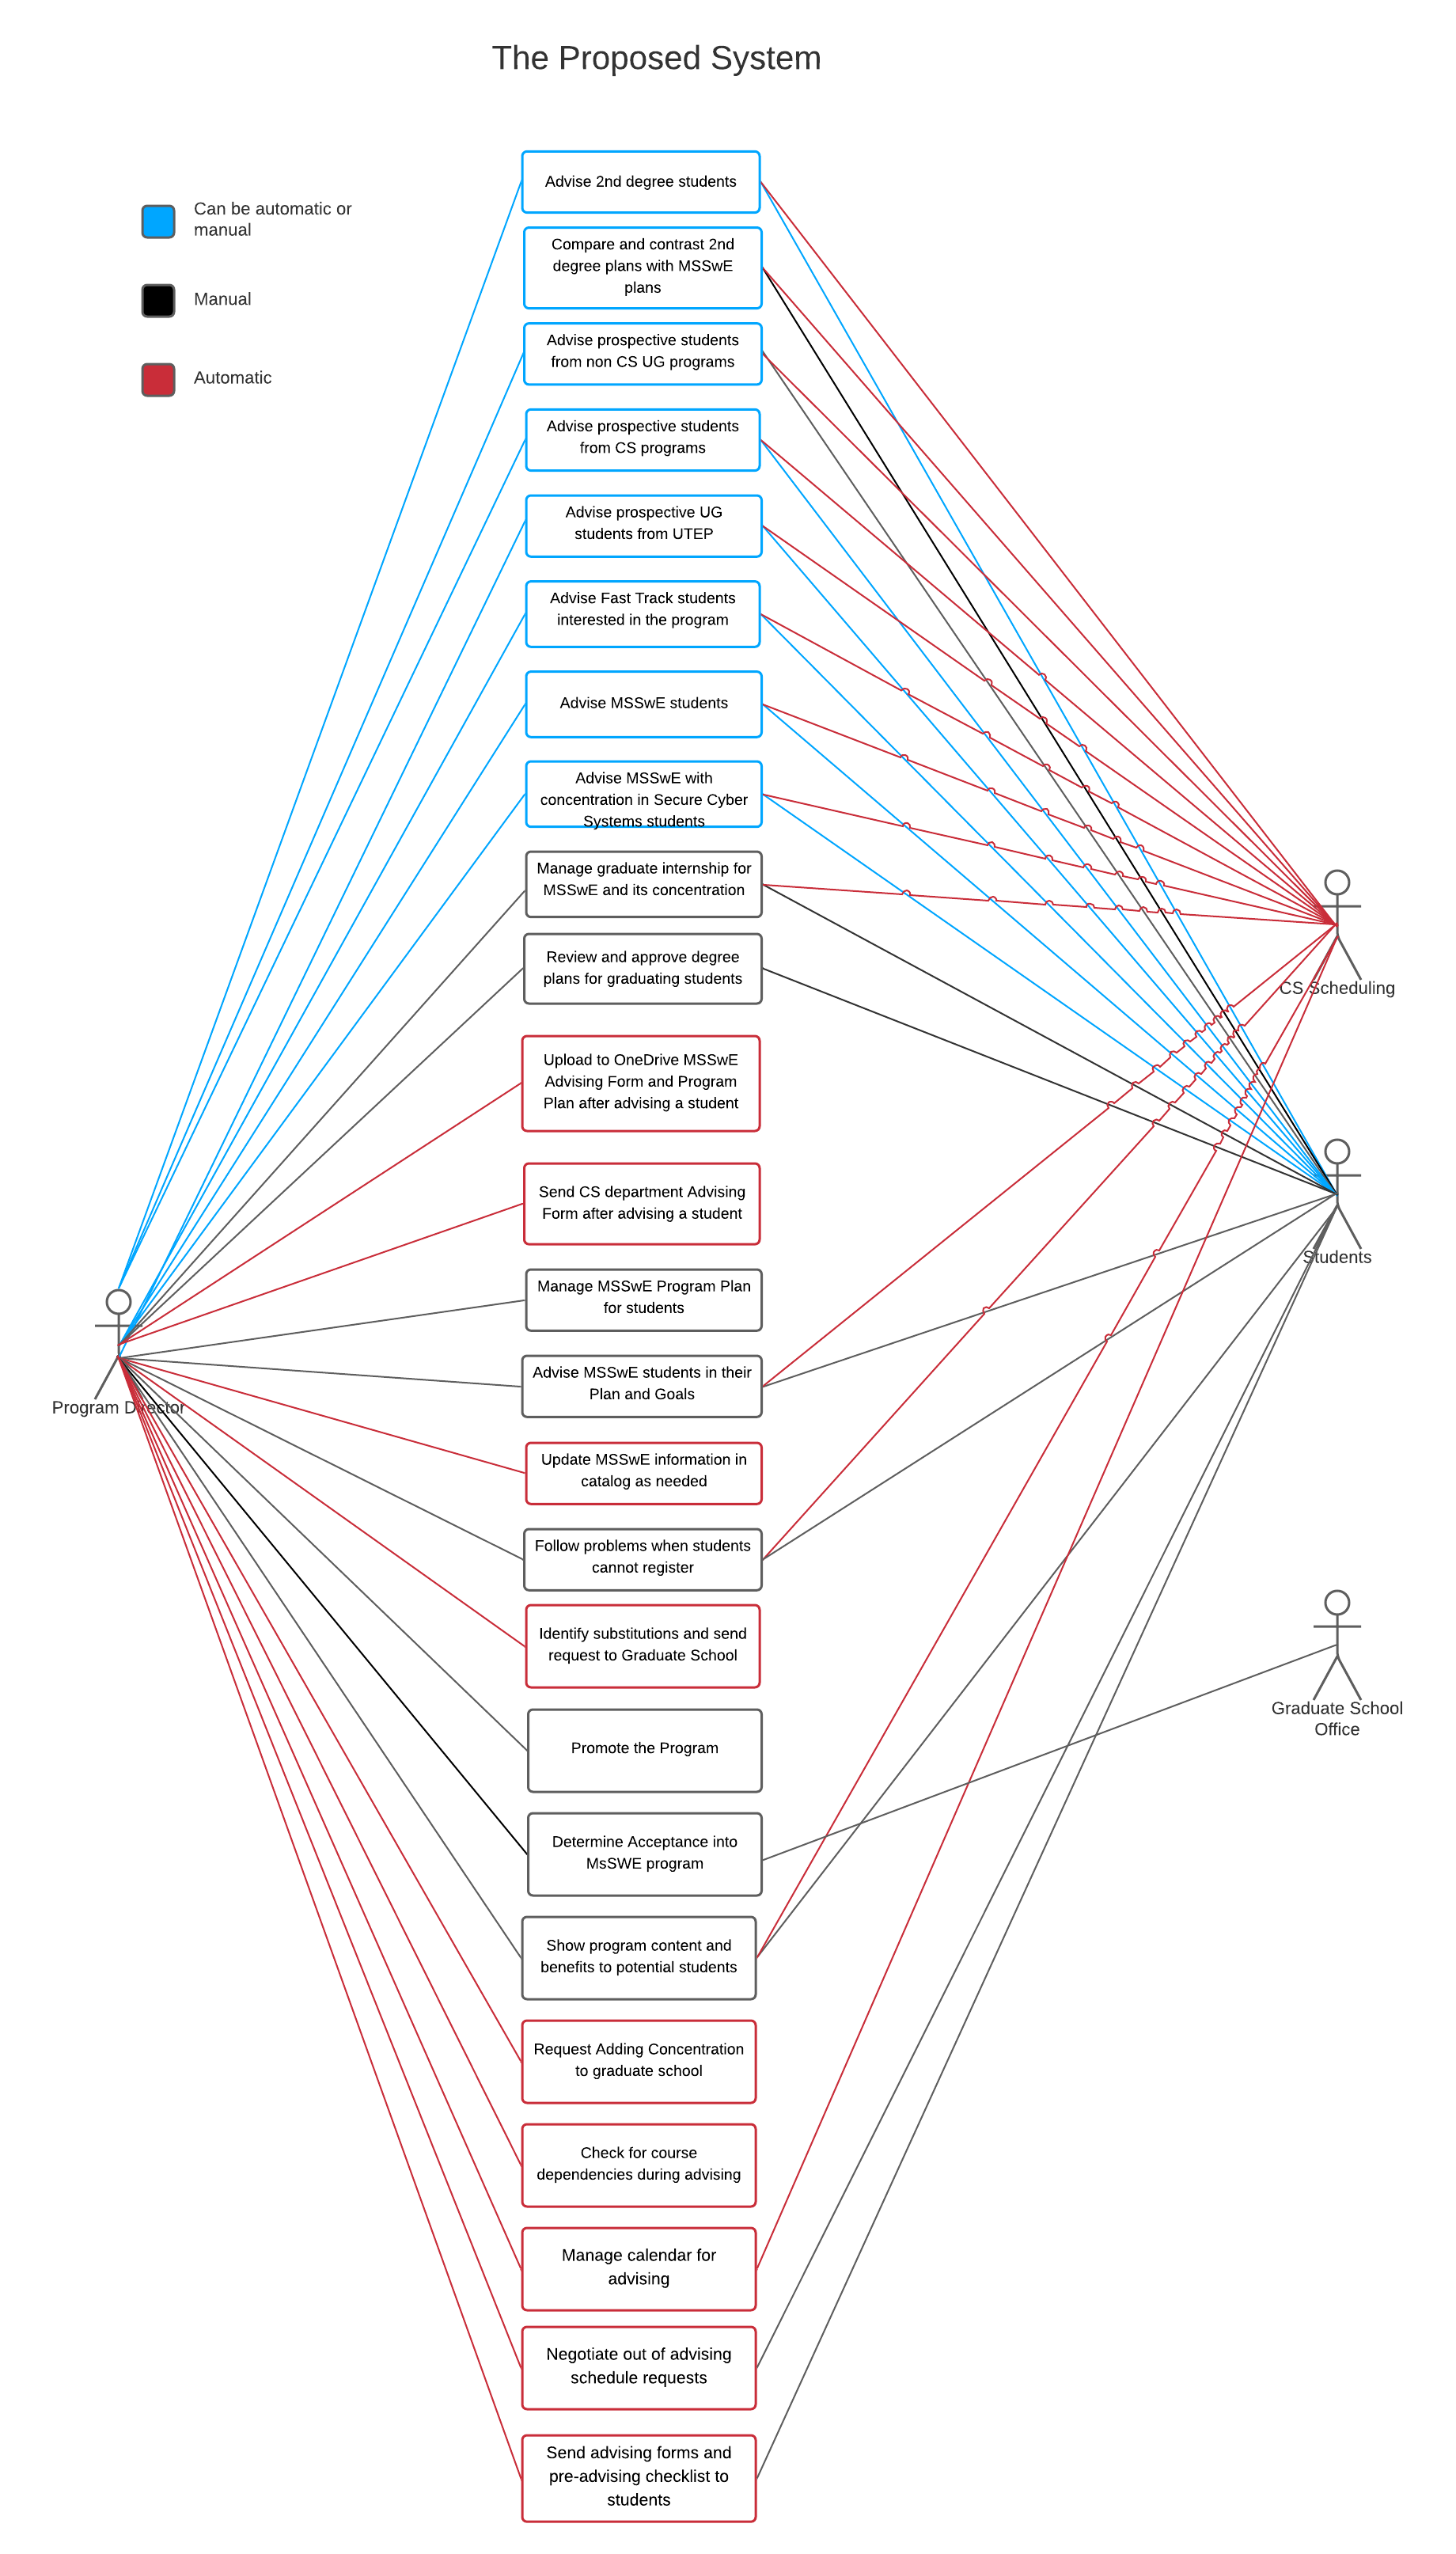 The Proposed System
Can be automatic or
manual
Manual
Automatic
Advise 2nd degree students
Compare and contrast 2nd
degree plans with MSSwE
plans
Advise prospective students
from non CS UG programs
Advise prospective students
from CS programs
Advise prospective UG
students from UTEP
Advise Fast Track students
interested in the program
Advise MSSwE students
Advise MSSwE with
concentration in Secure Cyber
Systems students
Manage graduate internship for
MSSwE and its concentration
Review and approve degree
plans for graduating students
Upload to OneDrive MSSwE
Advising Form and Program
Plan after advising a student
Send CS department Advising
Form after advising a student
Manage MSSwE Program Plan
for students
Advise MSSwE students in their
Plan and Goals
Update MSSwE information in
catalog as needed
Follow problems when students
cannot register
Identify substitutions and send
request to Graduate School
Promote the Program
Determine Acceptance into
MsSWE program
Show program content and
benefits to potential students
Request Adding Concentration
to graduate school
Check for course
dependencies during advising
Manage calendar for
advising
Negotiate out of advising
schedule requests
Send advising forms and
pre-advising checklist to
students
Program Director
CS Scheduling
Students
Graduate School
Office